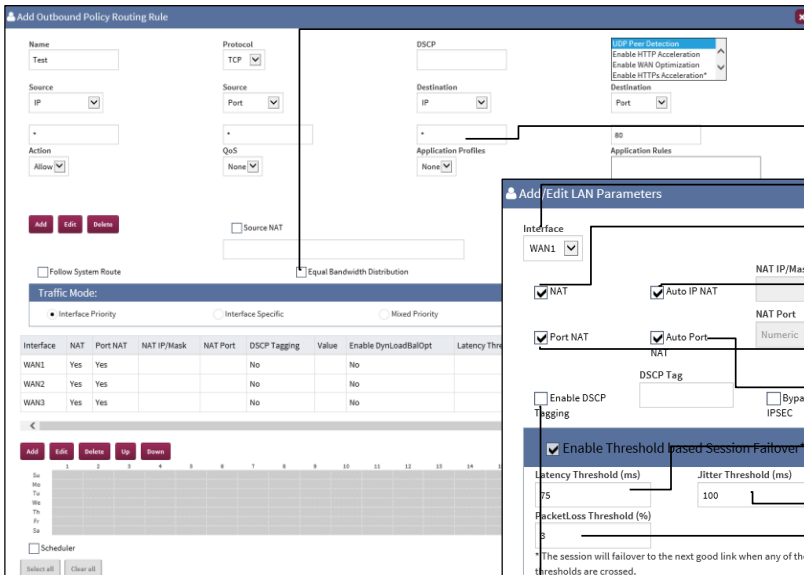 Add Outbound Policy Routing Rule
Name
Protocol
DSCP
UDP Peer Detection
Enable HTTP Acceleration
Enable WAN Optimization
Enable HTTPs Acceleration*
Test
TCP
Source
Source
Destination
Destination
IP
Port
IP
Port
*
*
*
80
Action
QoS
Application Profiles
Application Rules
Allow
None
None
Add Edit Delete
Source NAT
Follow System Route
Equal Bandwidth Distribution
Traffic Mode:
Interface Priority
Interface Specific
Mixed Priority
Interface NAT Port NAT NAT IP/Mask NAT Port DSCP Tagging Value Enable DynLoadBalOpt Latency Thre
WAN1 Yes Yes No No
WAN2 Yes Yes No No
WAN3 Yes Yes No No
Add Edit Delete Up Down
1 2 3 4 5 6 7 8 9 10 11 12 13 14 1
Su
Mo
Tu
We
Th
Fr
Sa
Scheduler
Select all Clear all
Add/Edit LAN Parameters
Interface
WAN1
NAT
Auto IP NAT
NAT IP/Mas
NAT Port
Port NAT
Auto Port
NAT
Numeric
DSCP Tag
Enable DSCP
Tagging
Bypa
IPSEC
Enable Threshold based Session Failover*
Latency Threshold (ms)
Jitter Threshold (ms)
75
100
PacketLoss Threshold (%)
3
* The session will failover to the next good link when any of the
thresholds are crossed.